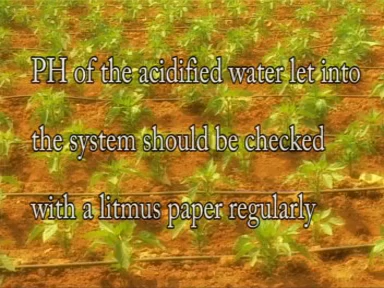 PH of the acidified water let into
the system should be checked
with a litmus paper regularly